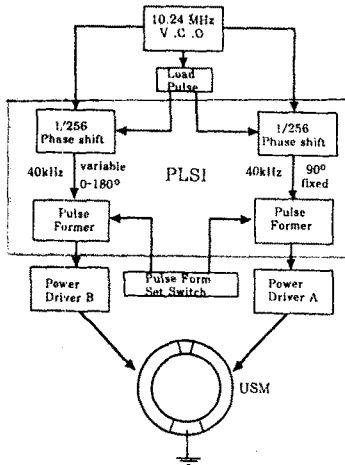 10.24 MHz
V.C.O
Load
Pulse
1/256
Phase shift
1/256
Phase shift
PLSI
40kHz
variable
0-180°
40kHz
90°
fixed
Pulse
Former
Pulse
Former
Power
Driver B
Pulse Form
Set Switch
Power
Driver A
USM